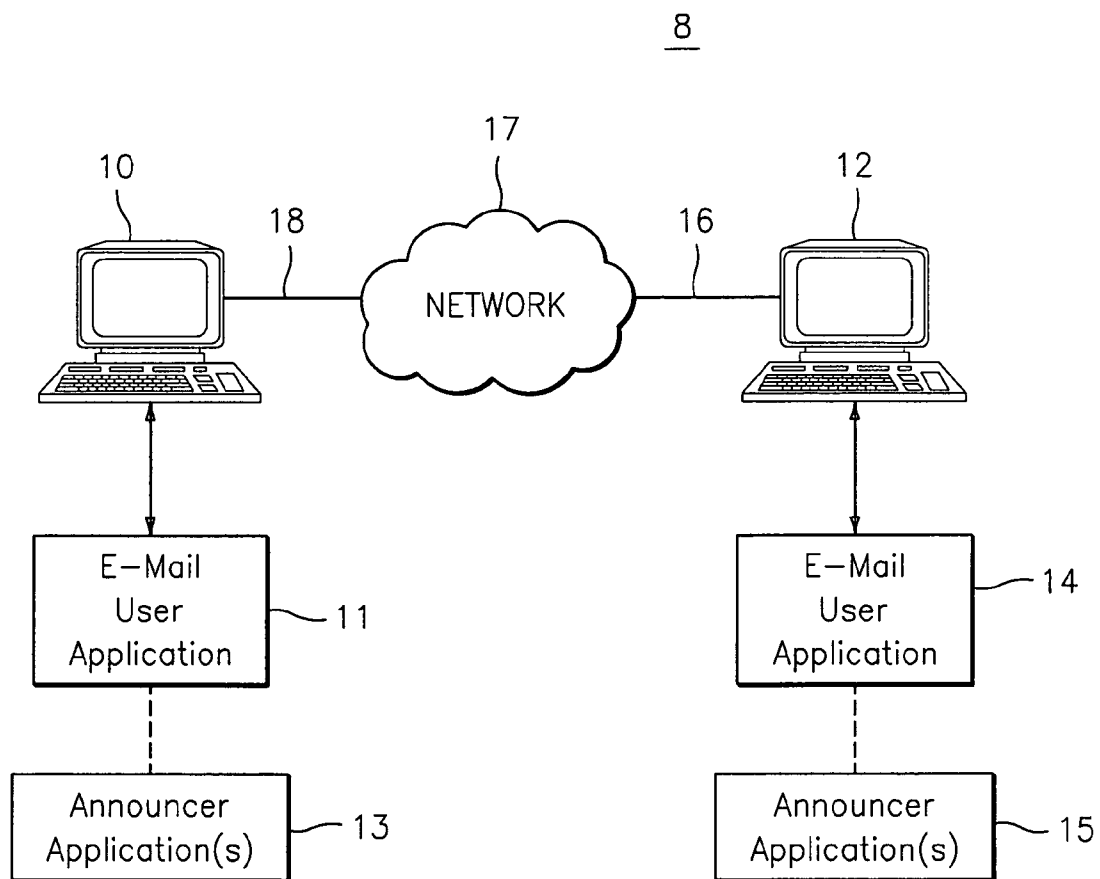 8
17
10
12
18
16
NETWORK
E-Mail
User
Application
11
E-Mail
User
Application
14
Announcer
Application(s)
13
Announcer
Application(s)
15